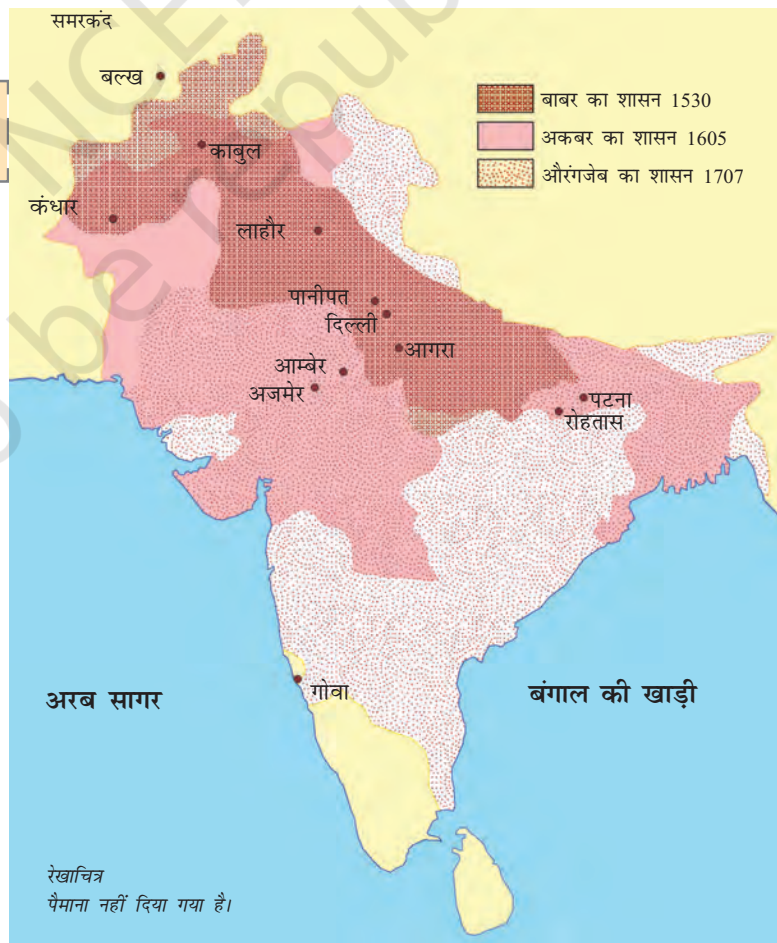 समरकंद
बल्ख
बाबर का शासन 1530
अकबर का शासन 1605
औरंगजेब का शासन 1707
काबुल
कंधार
लाहौर
पानीपत
दिल्ली
आगरा
आम्बेर
अजमेर
पटना
रोहतास
गोवा
अरब सागर
बंगाल की खाड़ी
रेखाचित्र
पैमाना नहीं दिया गया है।